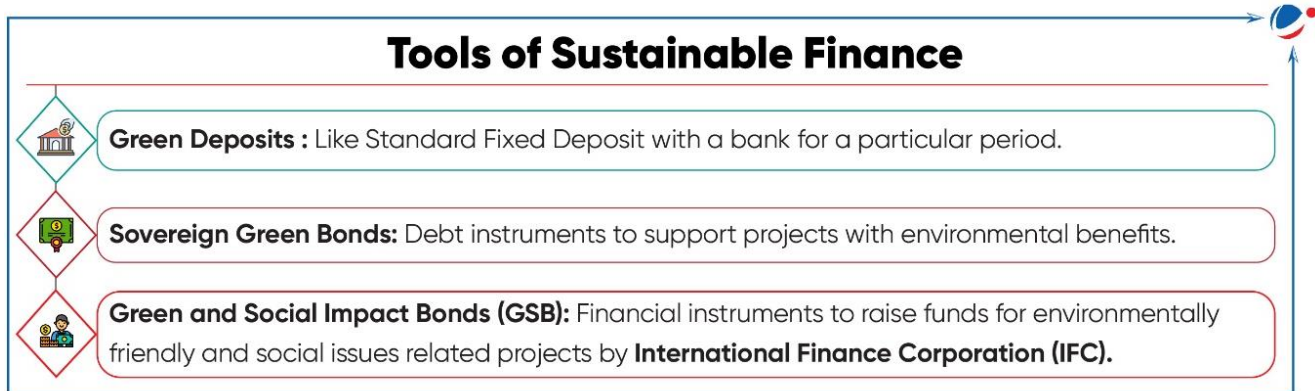 Tools of Sustainable Finance
Green Deposits : Like Standard Fixed Deposit with a bank for a particular period.
Sovereign Green Bonds: Debt instruments to support projects with environmental benefits.
Green and Social Impact Bonds (GSB): Financial instruments to raise funds for environmentally
friendly and social issues related projects by International Finance Corporation (IFC).